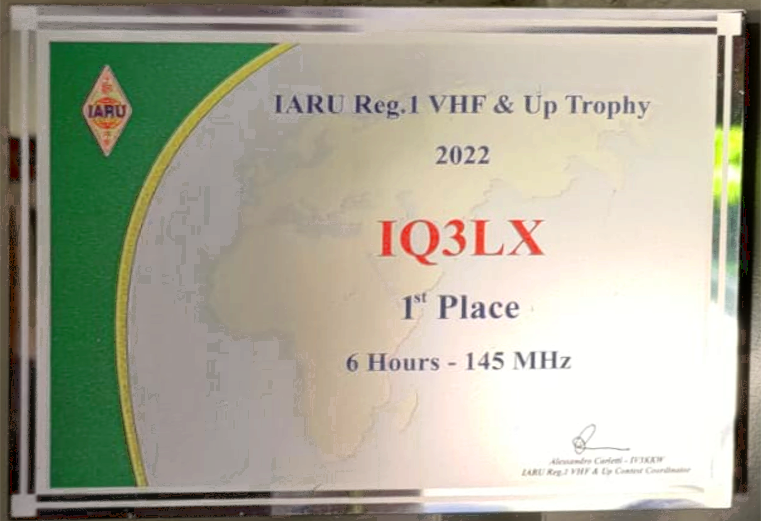 IARU
IARU Reg.1 VHF & Up Trophy
2022
IQ3LX
1st Place
6 Hours - 145 MHz
Alessandro Carletti - IV3KKW
IARU Reg.1 VHF & Up Contest Coordinator